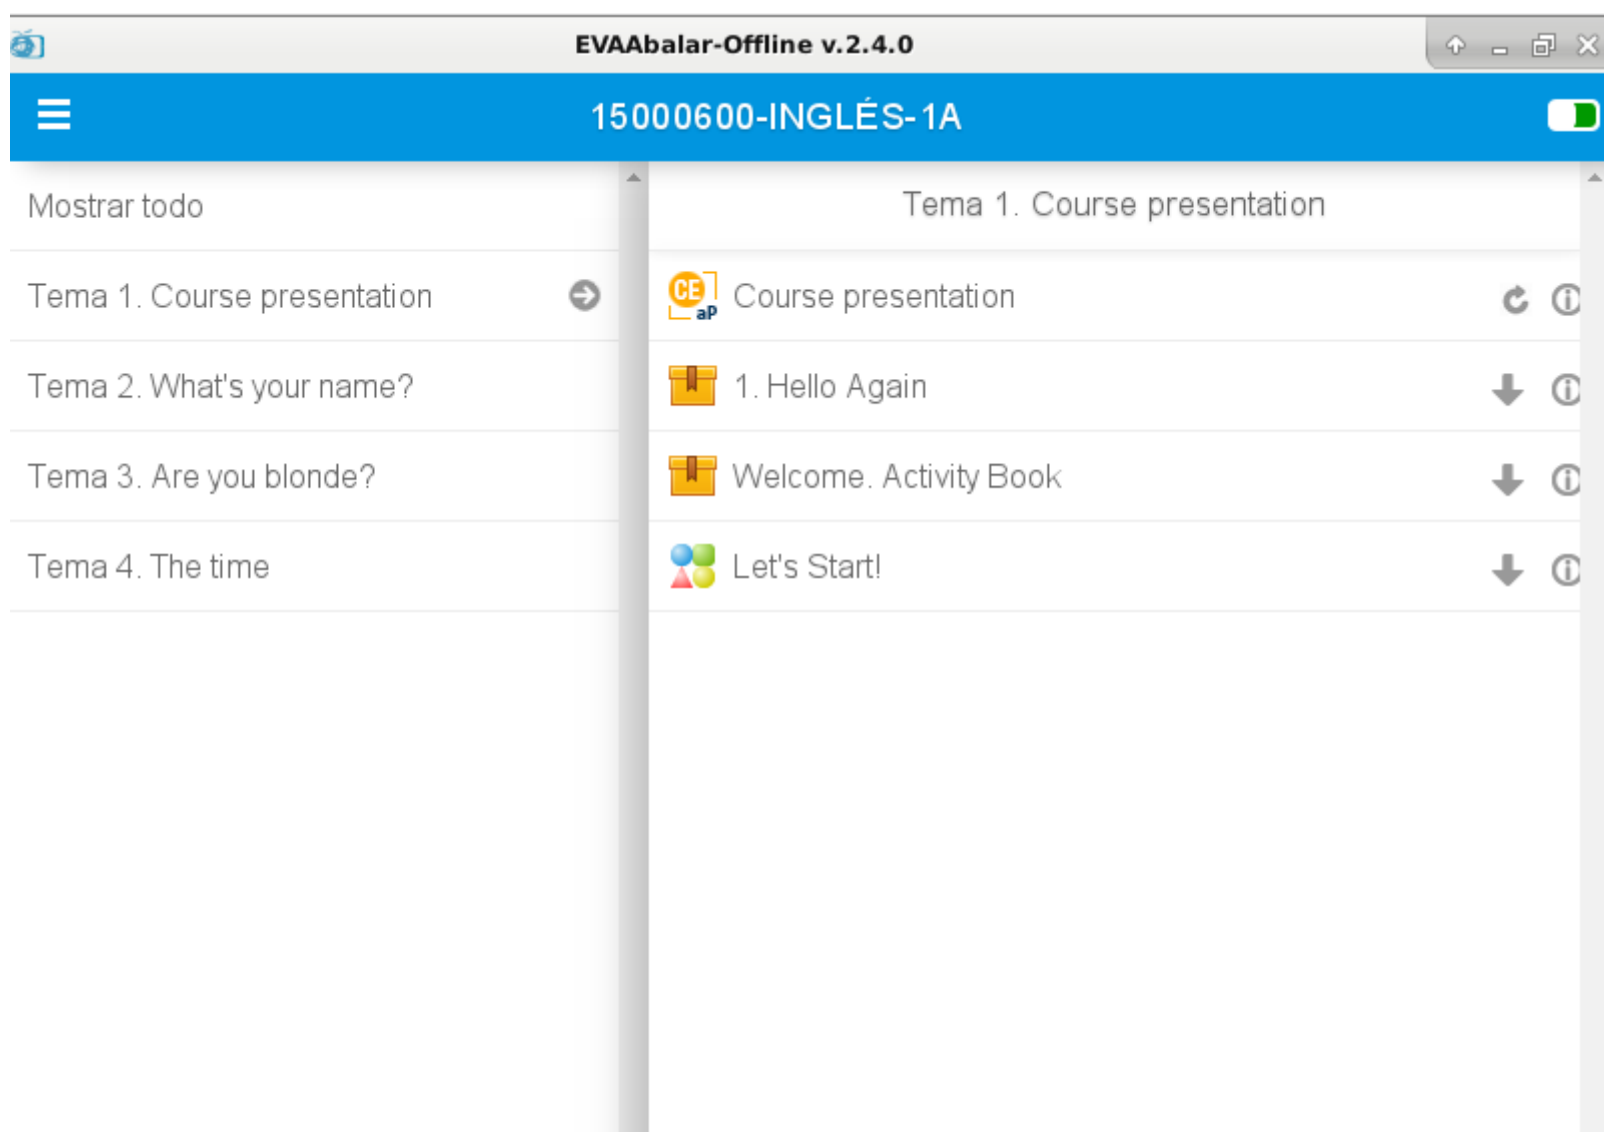 EVAAbalar-Offline v.2.4.0
15000600-INGLÉS-1A
Mostrar todo
Tema 1. Course presentation
Tema 2. What's your name?
Tema 3. Are you blonde?
Tema 4. The time
Tema 1. Course presentation
CE aP Course presentation
1. Hello Again
Welcome. Activity Book
Let's Start!